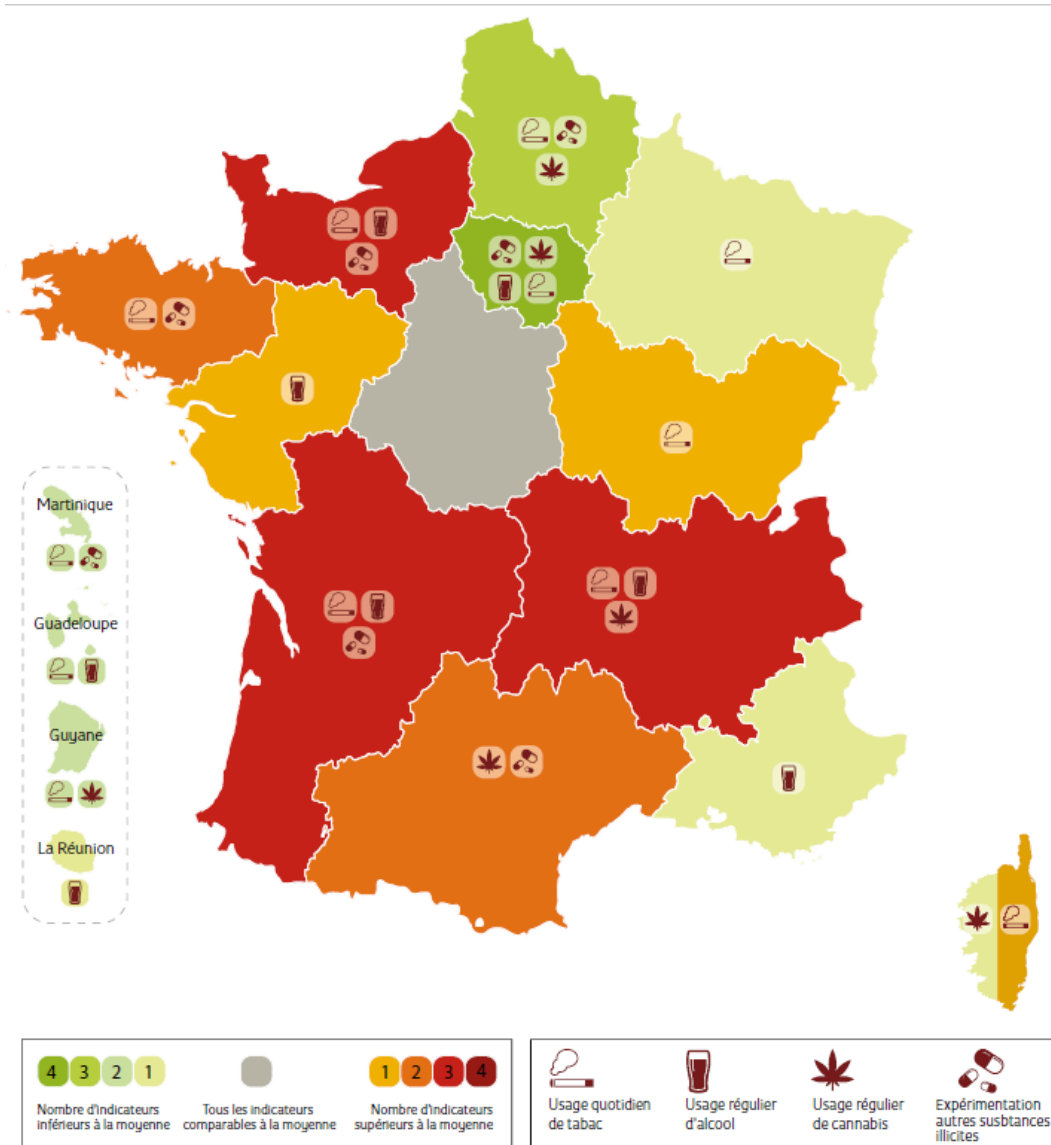 Martinique
Guadeloupe
Guyane
La Réunion
4 3 2 1
Nombre d'indicateurs
inférieurs à la moyenne
Tous les indicateurs
comparables à la moyenne
1 2 3 4
Nombre d'indicateurs
supérieurs à la moyenne
Usage quotidien
de tabac
Usage régulier
d'alcool
Usage régulier
de cannabis
Expérimentation
autres susbtances
illicites